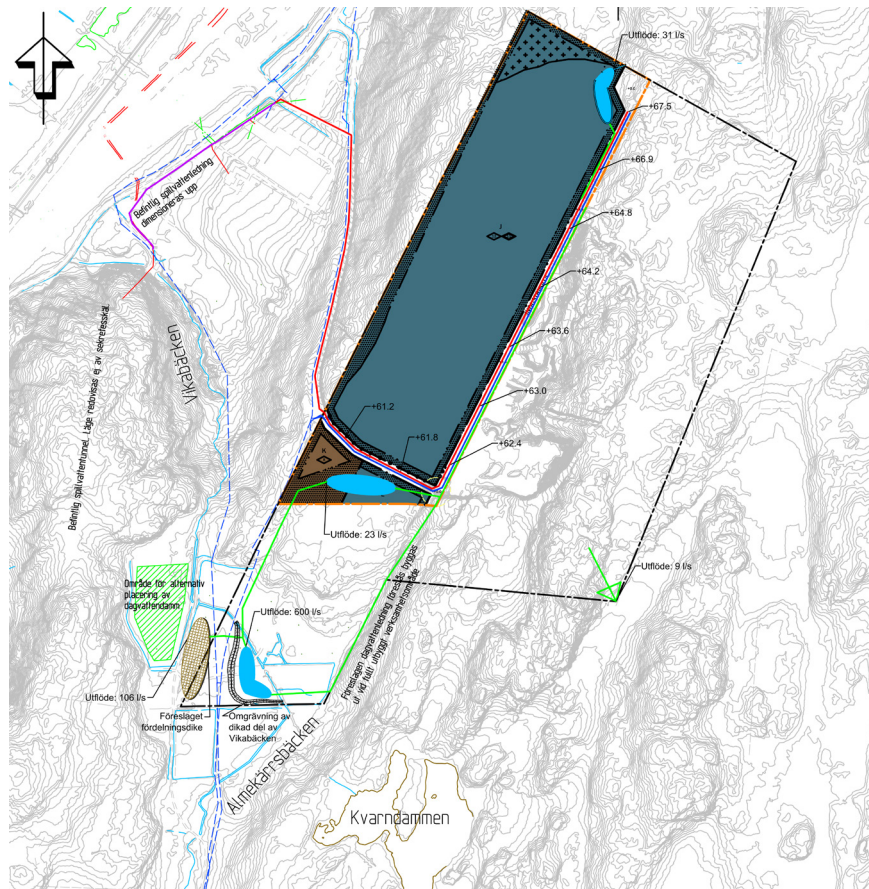 Utflöde: 31 l/s
+67.5
+66.9
+64.8
+64.2
+63.6
+63.0
+62.4
+61.8
+61.2
J
K
Befintlig spillvattenledning
dimensioneras upp
Vikabäcken
Befintlig spillvattentunnel. Läge redovisas ej av sekretesskäl.
Utflöde: 23 l/s
Utflöde: 9 l/s
Område för alternativ
placering av
dagvattendamm
Utflöde: 600 l/s
Föreslagen dagvattenledning föreslås byggas
ut vid fullt utbyggt verksamhetsområde
Utflöde: 106 l/s
Föreslaget
fördelningsdike
Omgrävning av
dikad del av
Vikabäcken
Almekärrsbäcken
Kvarndammen